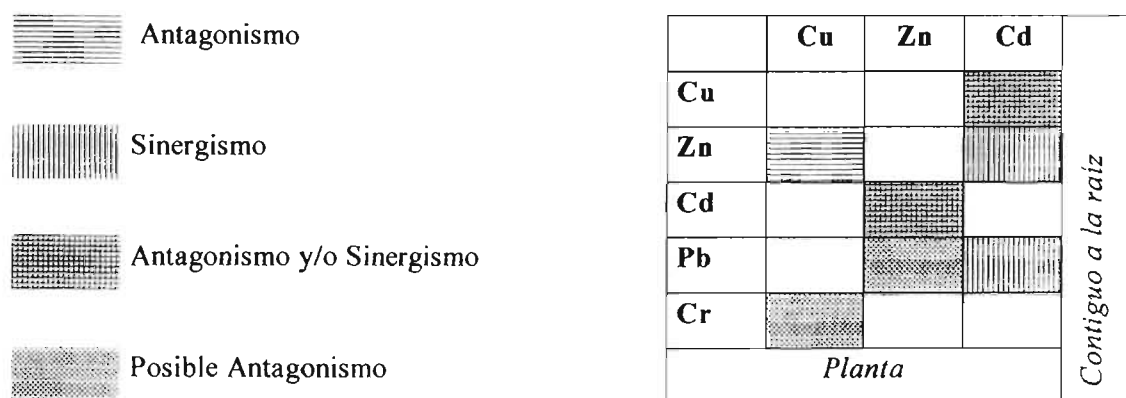 Antagonismo
Sinergismo
Antagonismo y/o Sinergismo
Posible Antagonismo
Cu Zn Cd
Cu
Zn
Cd
Pb
Cr
Planta
Contiguo a la raíz